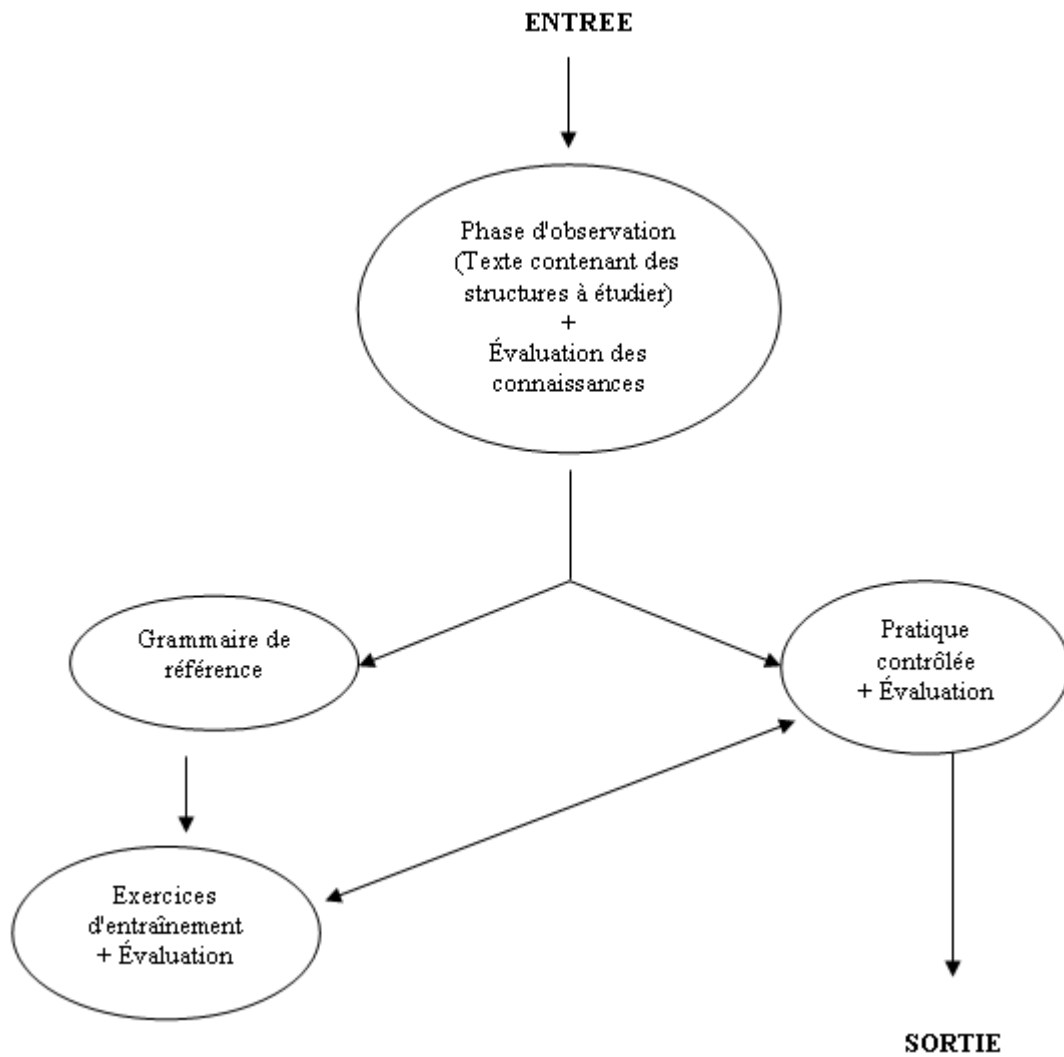 ENTREE
Phase d'observation
(Texte contenant des
structures à étudier)
+
Évaluation des
connaissances
Grammaire de
référence
Pratique
contrôlée
+ Évaluation
Exercices
d'entraînement
+ Évaluation
SORTIE